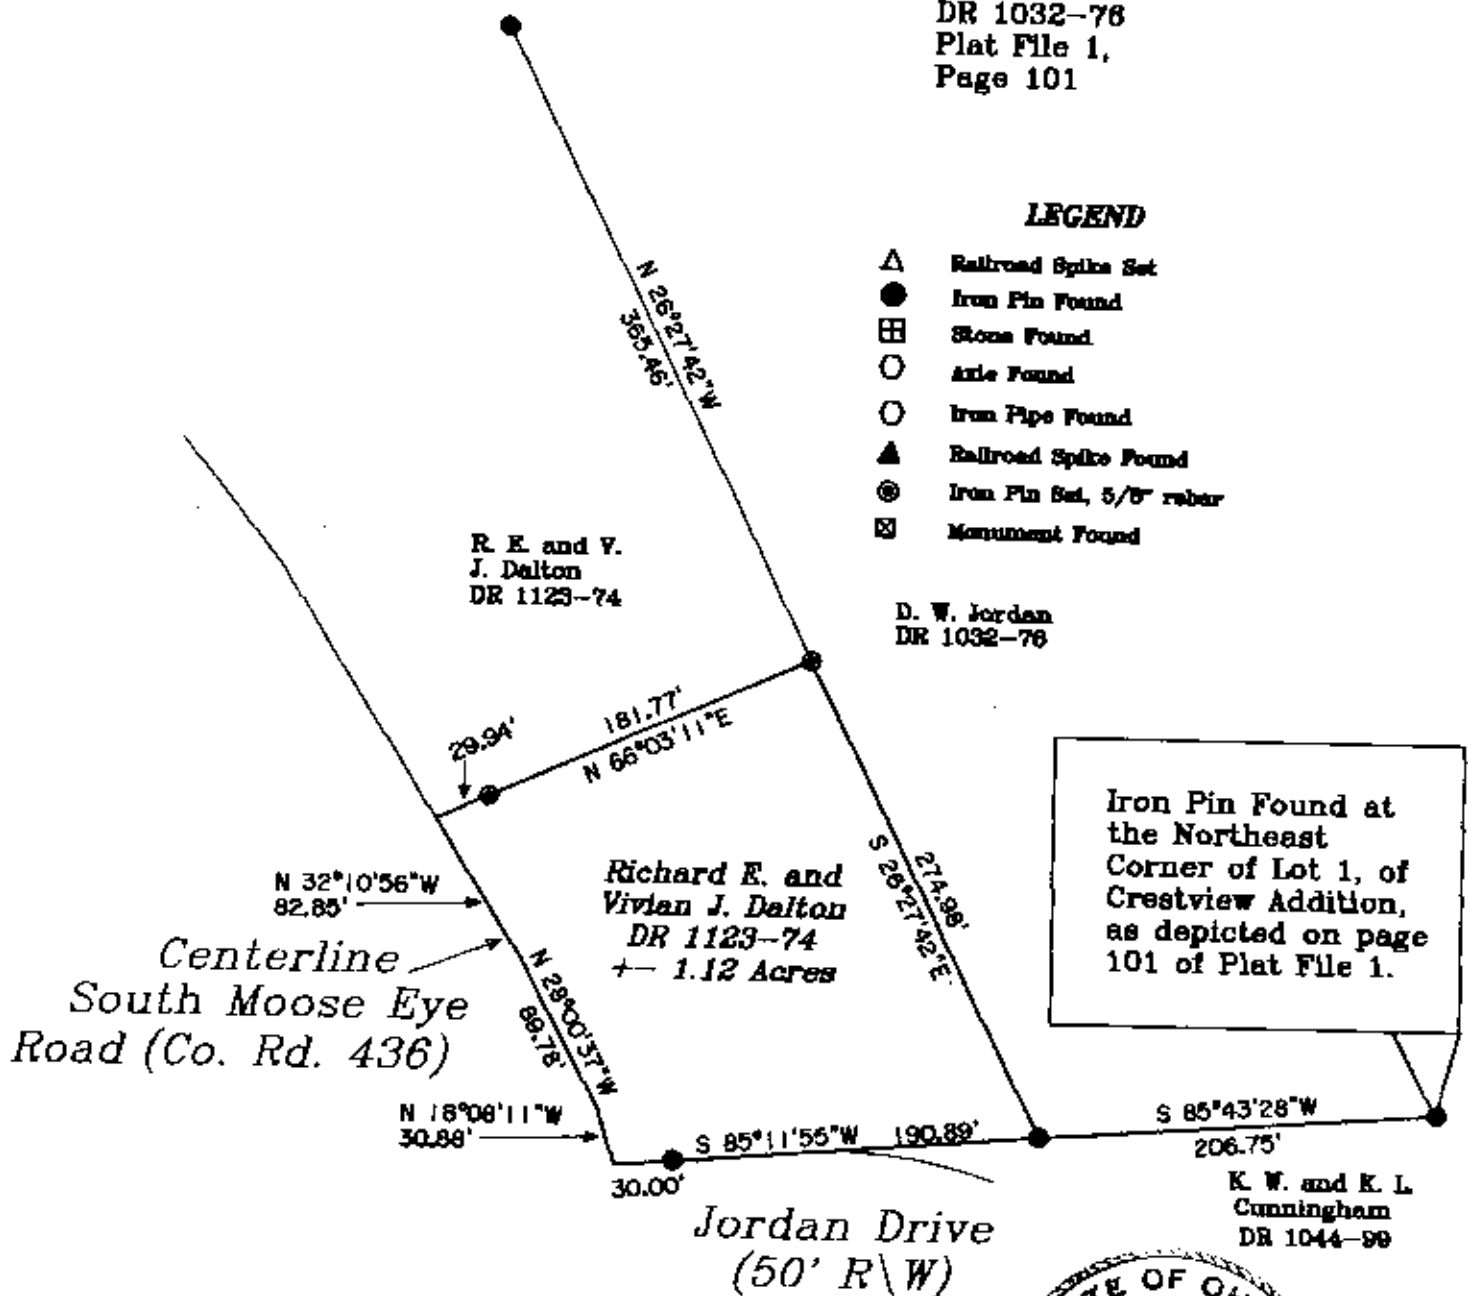 DR 1032-76
Plat File 1,
Page 101
LEGEND
Railroad Spike Set
Iron Pin Found
Stone Found
Axle Found
Iron Pipe Found
Railroad Spike Found
Iron Pin Set, 5/8" rebar
Monument Found
N 26°27'42"W
365.46'
R. E. and V.
J. Dalton
DR 1123-74
D. W. Jordan
DR 1032-76
29.94'
181.77'
N 66°03'11"E
274.98'
S 26°27'42"E
Iron Pin Found at
the Northeast
Corner of Lot 1, of
Crestview Addition,
as depicted on page
101 of Plat File 1.
Richard E. and
Vivian J. Dalton
DR 1123-74
+- 1.12 Acres
N 32°10'56"W
82.85'
Centerline
South Moose Eye
Road (Co. Rd. 436)
N 29°00'37"W
89.78'
N 18°08'11"W
30.88'
30.00'
S 85°11'55"W 190.89'
S 85°43'28"W
206.75'
K. W. and K. L.
Cunningham
DR 1044-99
Jordan Drive
(50' R\W)
OF